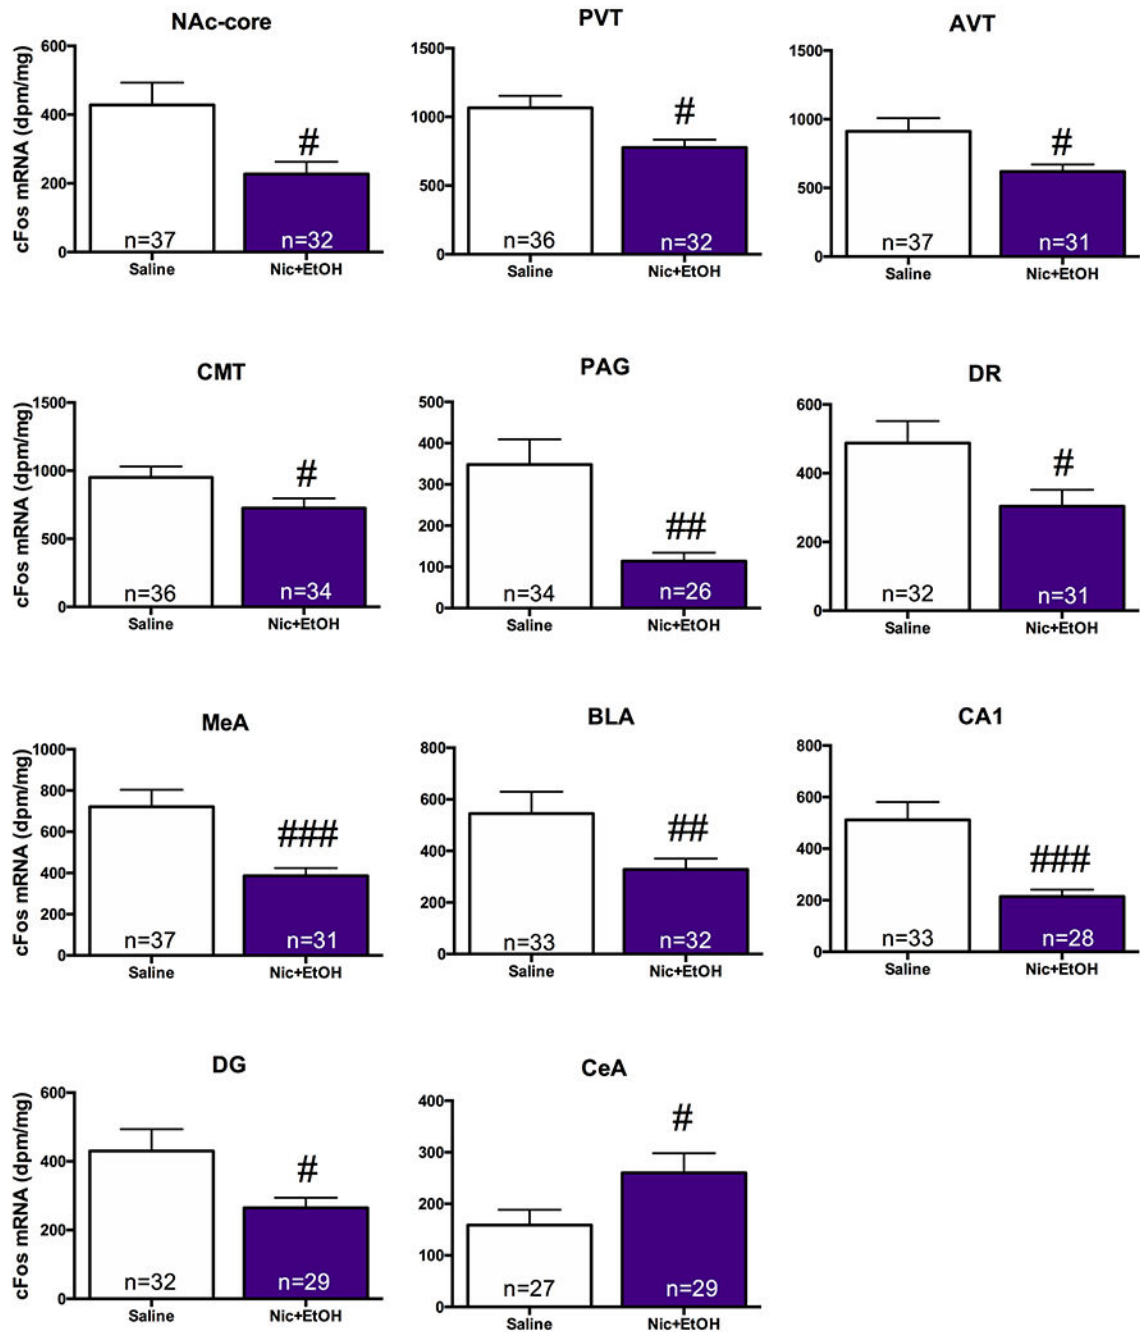 NAc-core
cFos mRNA (dpm/mg)
600
400
200
0
n=37
n=32
#
Saline
Nic+EtOH
PVT
1500
1000
500
0
n=36
n=32
#
Saline
Nic+EtOH
AVT
1500
1000
500
0
n=37
n=31
#
Saline
Nic+EtOH
CMT
cFos mRNA (dpm/mg)
1500
1000
500
0
n=36
n=34
#
Saline
Nic+EtOH
PAG
500
400
300
200
100
0
n=34
n=26
##
Saline
Nic+EtOH
DR
600
400
200
0
n=32
n=31
#
Saline
Nic+EtOH
MeA
cFos mRNA (dpm/mg)
1000
800
600
400
200
0
n=37
n=31
###
Saline
Nic+EtOH
BLA
800
600
400
200
0
n=33
n=32
##
Saline
Nic+EtOH
CA1
800
600
400
200
0
n=33
n=28
###
Saline
Nic+EtOH
DG
cFos mRNA (dpm/mg)
600
400
200
0
n=32
n=29
#
Saline
Nic+EtOH
CeA
400
300
200
100
0
n=27
n=29
#
Saline
Nic+EtOH